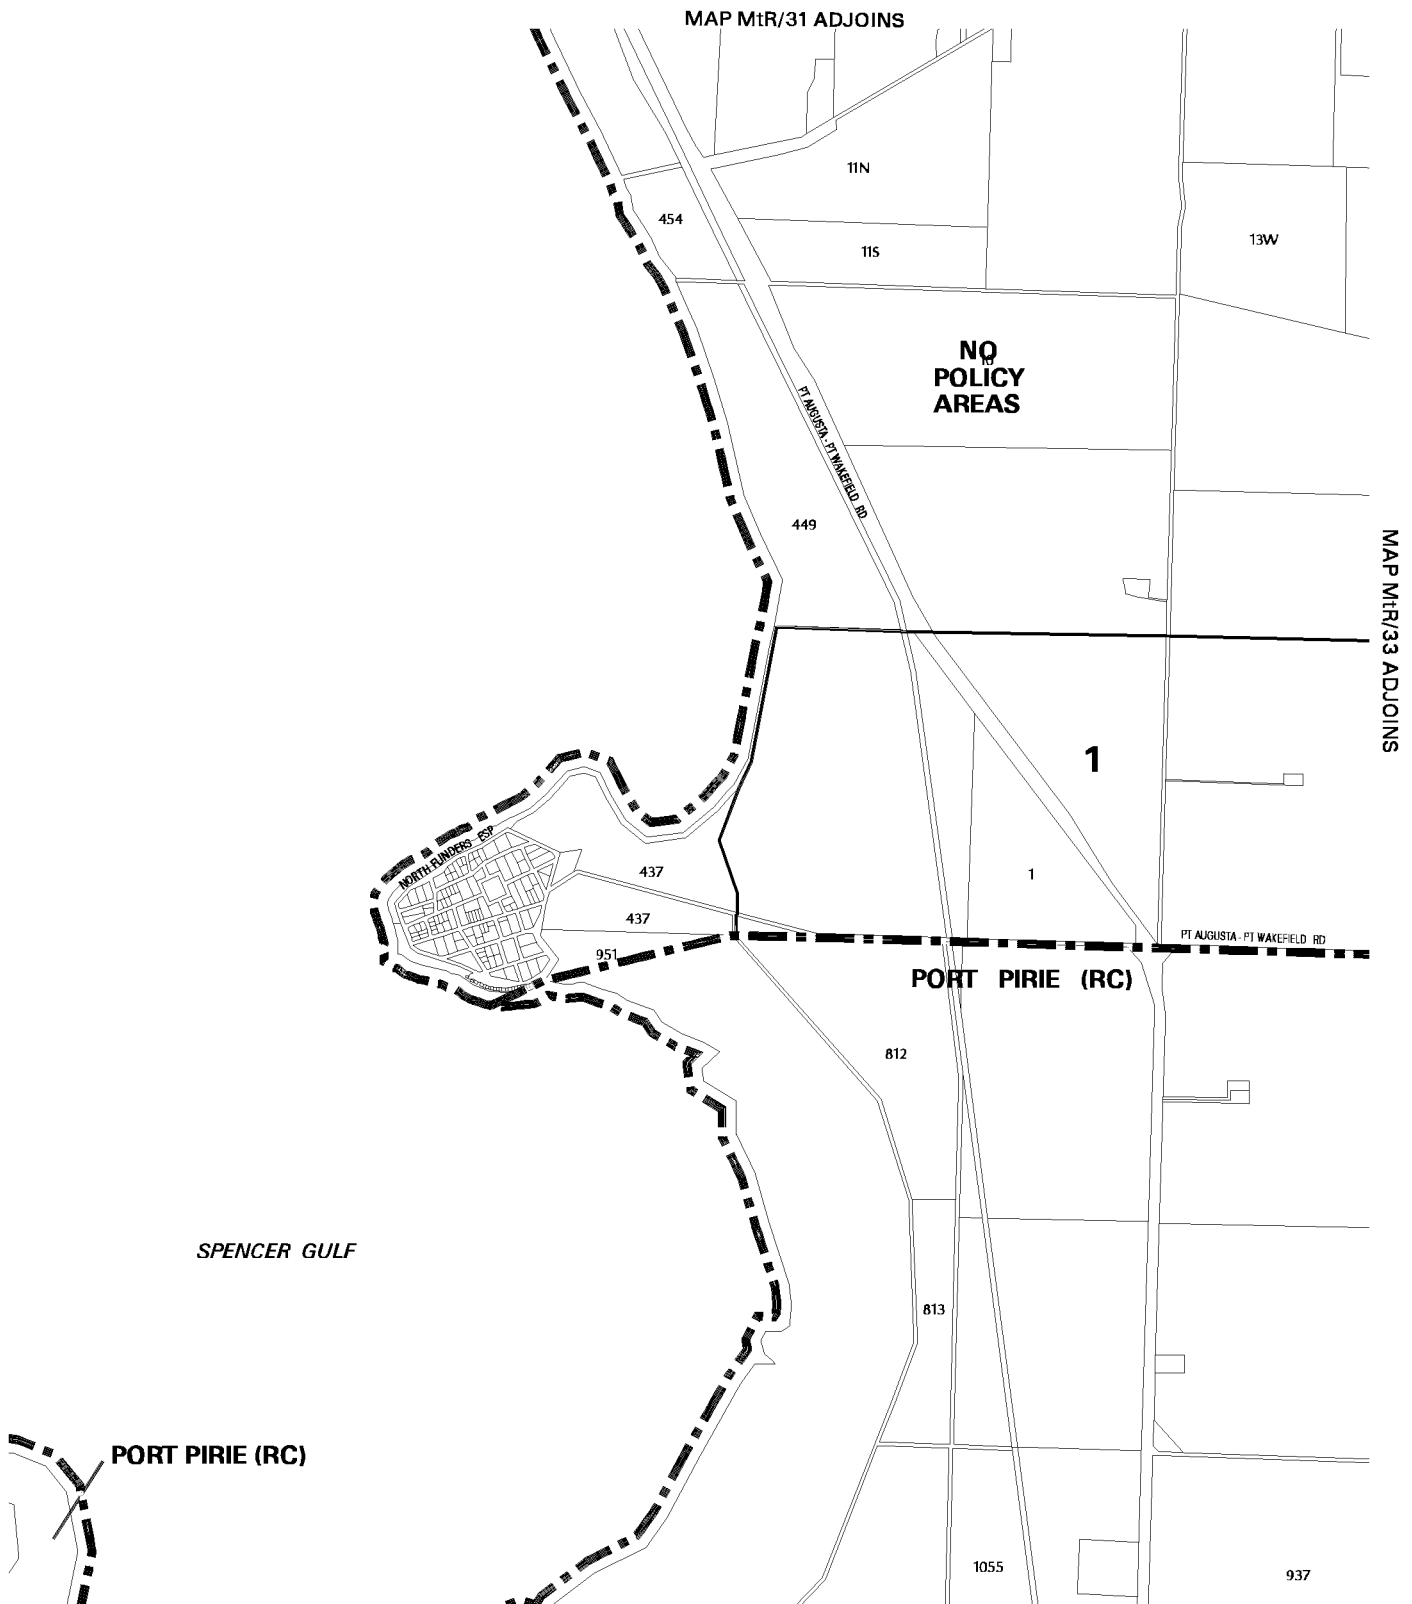 MAP MtR/31 ADJOINS
11N
454
11S
13W
NO
10
POLICY
AREAS
PT AUGUSTA - PT WAKEFIELD RD
449
MAP MtR/33 ADJOINS
1
NORTH FLINDERS ESP
437
1
437
PT AUGUSTA - PT WAKEFIELD RD
951
PORT PIRIE (RC)
812
SPENCER GULF
813
PORT PIRIE (RC)
1055
937